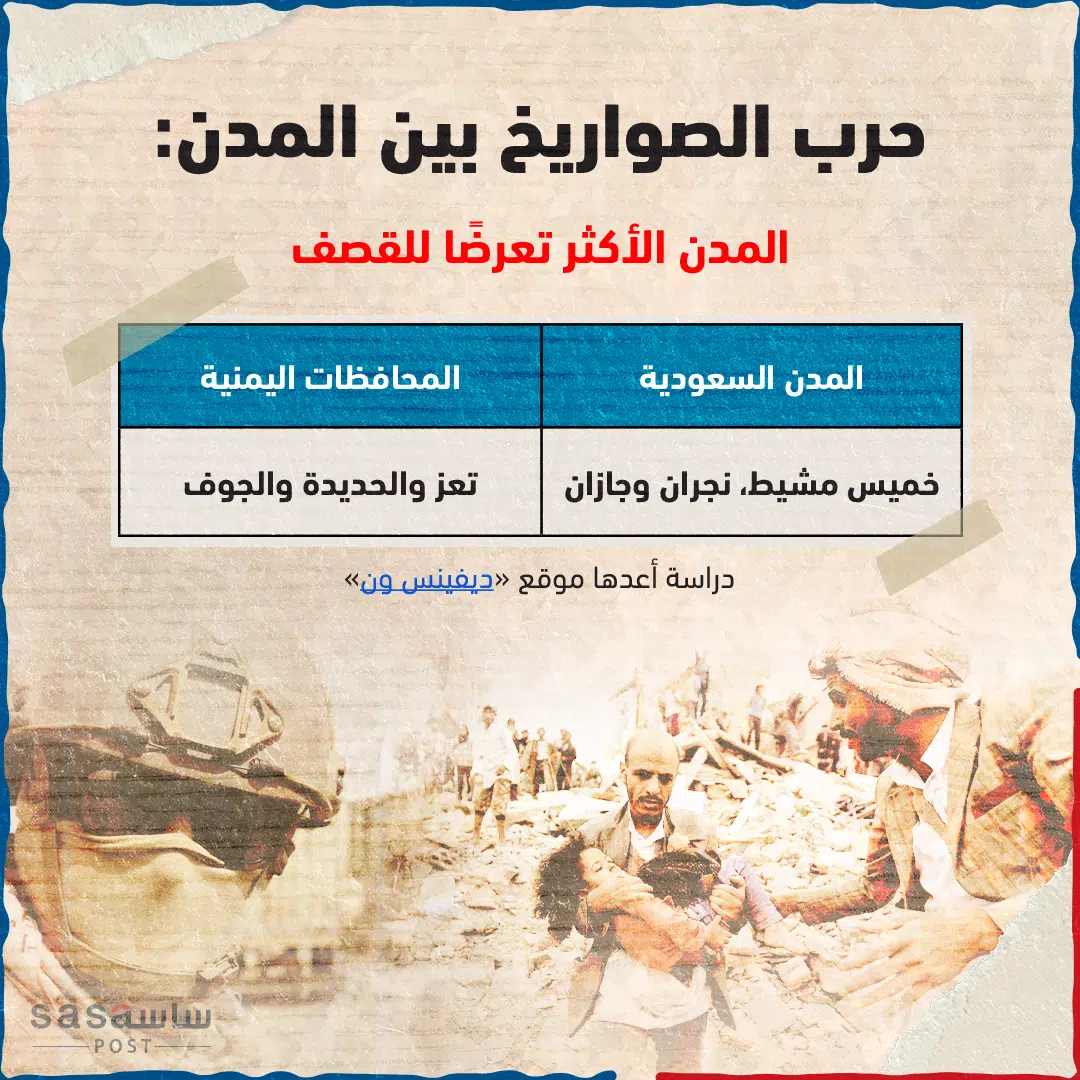 حرب الصواريخ بين المدن:
المدن الأكثر تعرضًا للقصف
المدن السعودية
المحافظات اليمنية
خميس مشيط، نجران وجازان
تعز والحديدة والجوف
دراسة أعدها موقع «ديفينس ون»
sasa ساسة
POST